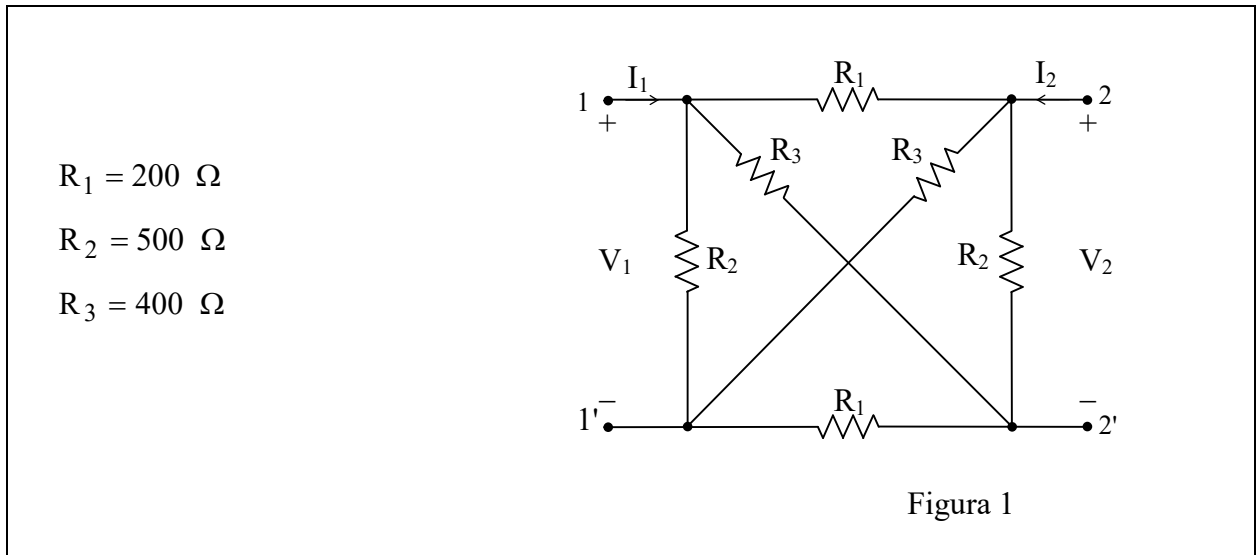 R₁ = 200 Ω
R₂ = 500 Ω
R₃ = 400 Ω
I₁ R₁ I₂
1 2
+ +
R₃ R₃
V₁ R₂ R₂ V₂
− −
1' R₁ 2'
Figura 1